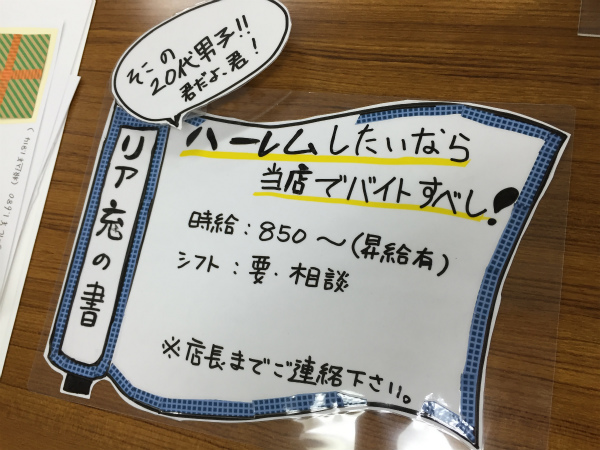 そこの
20代男子!!
君だよ、君!
リア充の書
ハーレムしたいなら
当店でバイトすべし!
時給:850〜(昇給有)
シフト:要・相談
※店長までご連絡下さい。